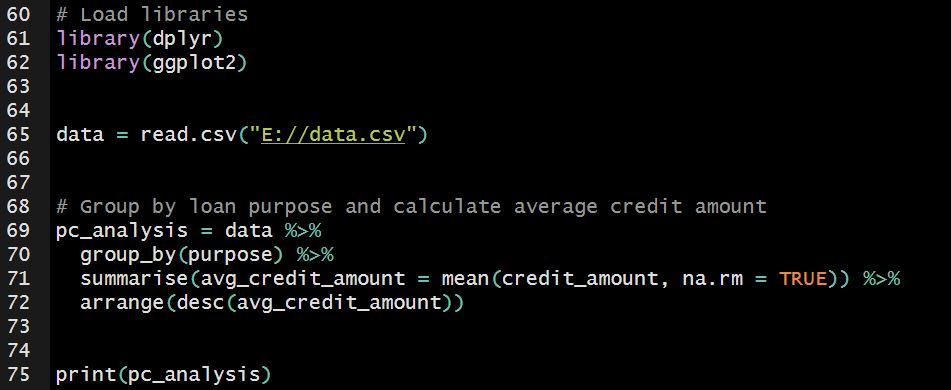 60 # Load libraries
61 library(dplyr)
62 library(ggplot2)
63
64
65 data = read.csv("E://data.csv")
66
67
68 # Group by loan purpose and calculate average credit amount
69 pc_analysis = data %>%
70   group_by(purpose) %>%
71   summarise(avg_credit_amount = mean(credit_amount, na.rm = TRUE)) %>%
72   arrange(desc(avg_credit_amount))
73
74
75 print(pc_analysis)